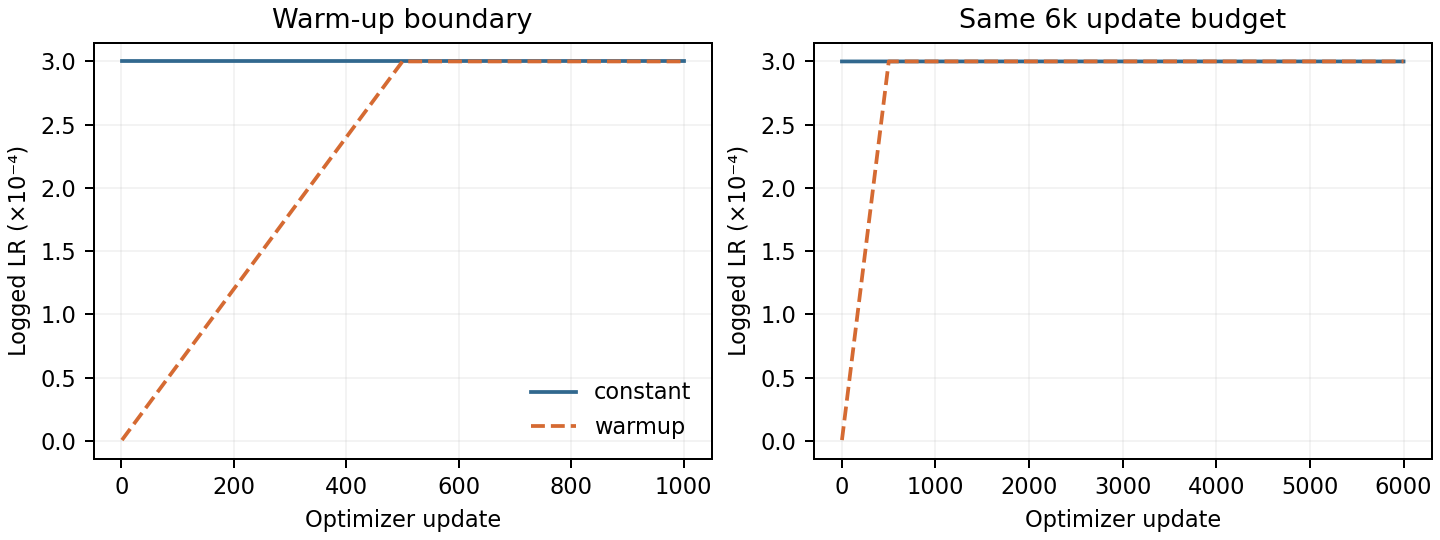 Warm-up boundary
Logged LR (×10⁻⁴)
3.0
2.5
2.0
1.5
1.0
0.5
0.0
constant
warmup
0 200 400 600 800 1000
Optimizer update
Same 6k update budget
Logged LR (×10⁻⁴)
3.0
2.5
2.0
1.5
1.0
0.5
0.0
0 1000 2000 3000 4000 5000 6000
Optimizer update